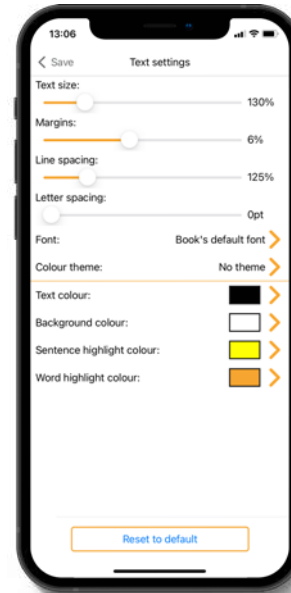 13:06
Save Text settings
Text size:
130%
Margins:
6%
Line spacing:
125%
Letter spacing:
0pt
Font: Book's default font
Colour theme: No theme
Text colour:
Background colour:
Sentence highlight colour:
Word highlight colour:
Reset to default